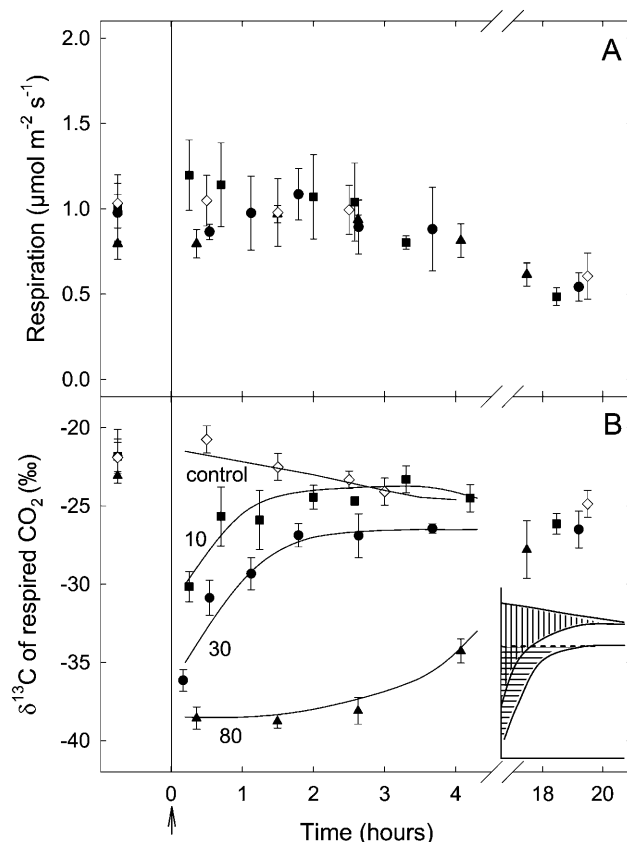 A
2.0
1.5
1.0
0.5
0.0
Respiration (µmol m⁻² s⁻¹)
B
-20
-25
-30
-35
-40
δ¹³C of respired CO₂ (‰)
control
10
30
80
0 1 2 3 4 18 20
Time (hours)